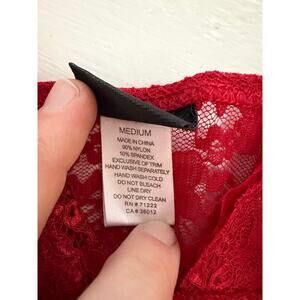 MEDIUM
MADE IN CHINA
90% NYLON
10% SPANDEX
EXCLUSIVE OF TRIM
HAND WASH SEPARATELY
HAND WASH COLD
DO NOT BLEACH
LINE DRY
DO NOT DRY CLEAN
RN # 71222
CA # 36012